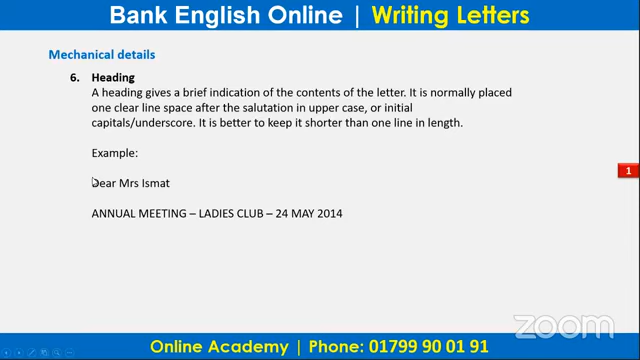 Bank English Online | Writing Letters
Mechanical details
6. Heading
A heading gives a brief indication of the contents of the letter. It is normally placed
one clear line space after the salutation in upper case, or initial
capitals/underscore. It is better to keep it shorter than one line in length.
Example:
Dear Mrs Ismat
1
ANNUAL MEETING – LADIES CLUB – 24 MAY 2014
zoom
Online Academy | Phone: 01799 90 01 91